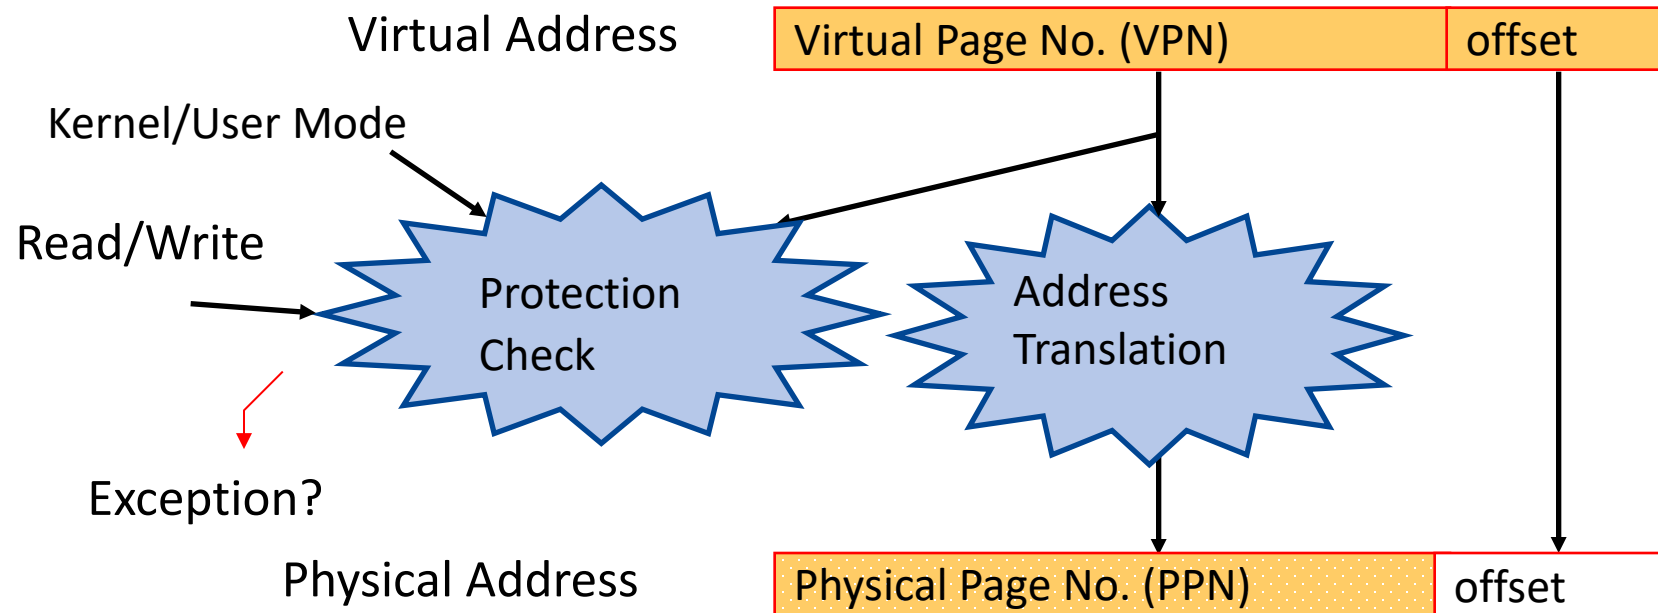 Virtual Address
Virtual Page No. (VPN)
offset
Kernel/User Mode
Read/Write
Protection
Check
Address
Translation
Exception?
Physical Address
Physical Page No. (PPN)
offset